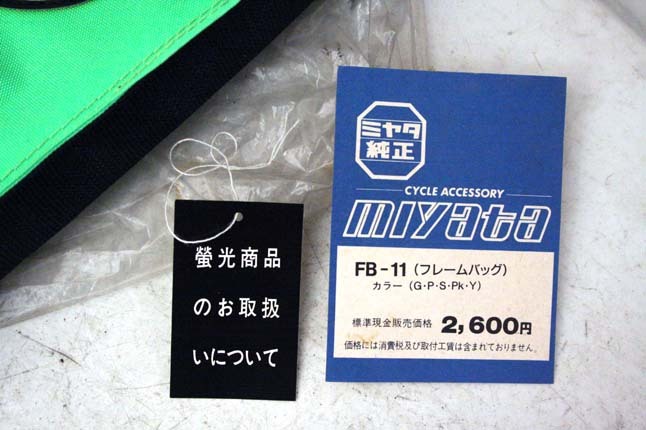 螢光商品
のお取扱
いについて
ミヤタ
純正
CYCLE ACCESSORY
miyata
FB-11 (フレームバッグ)
カラー (G・P・S・Pk・Y)
標準現金販売価格 2,600円
価格には消費税及び取付工賃は含まれておりません。